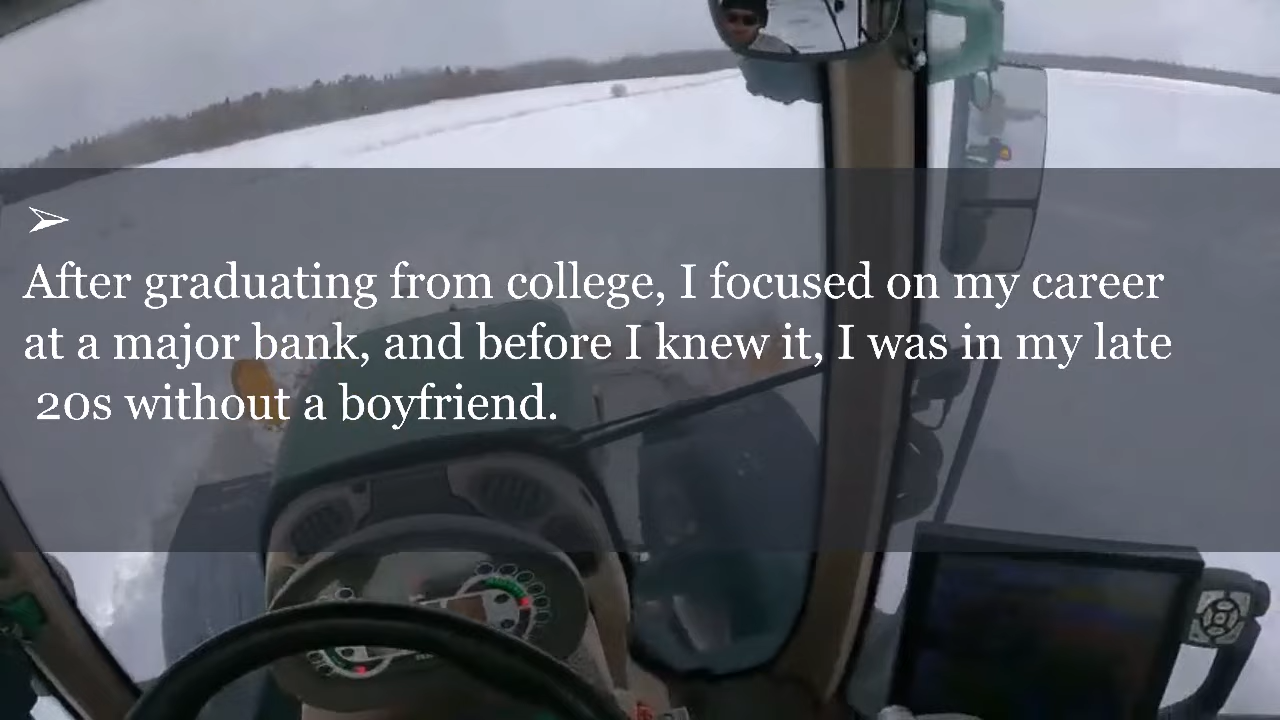 After graduating from college, I focused on my career
at a major bank, and before I knew it, I was in my late
20s without a boyfriend.